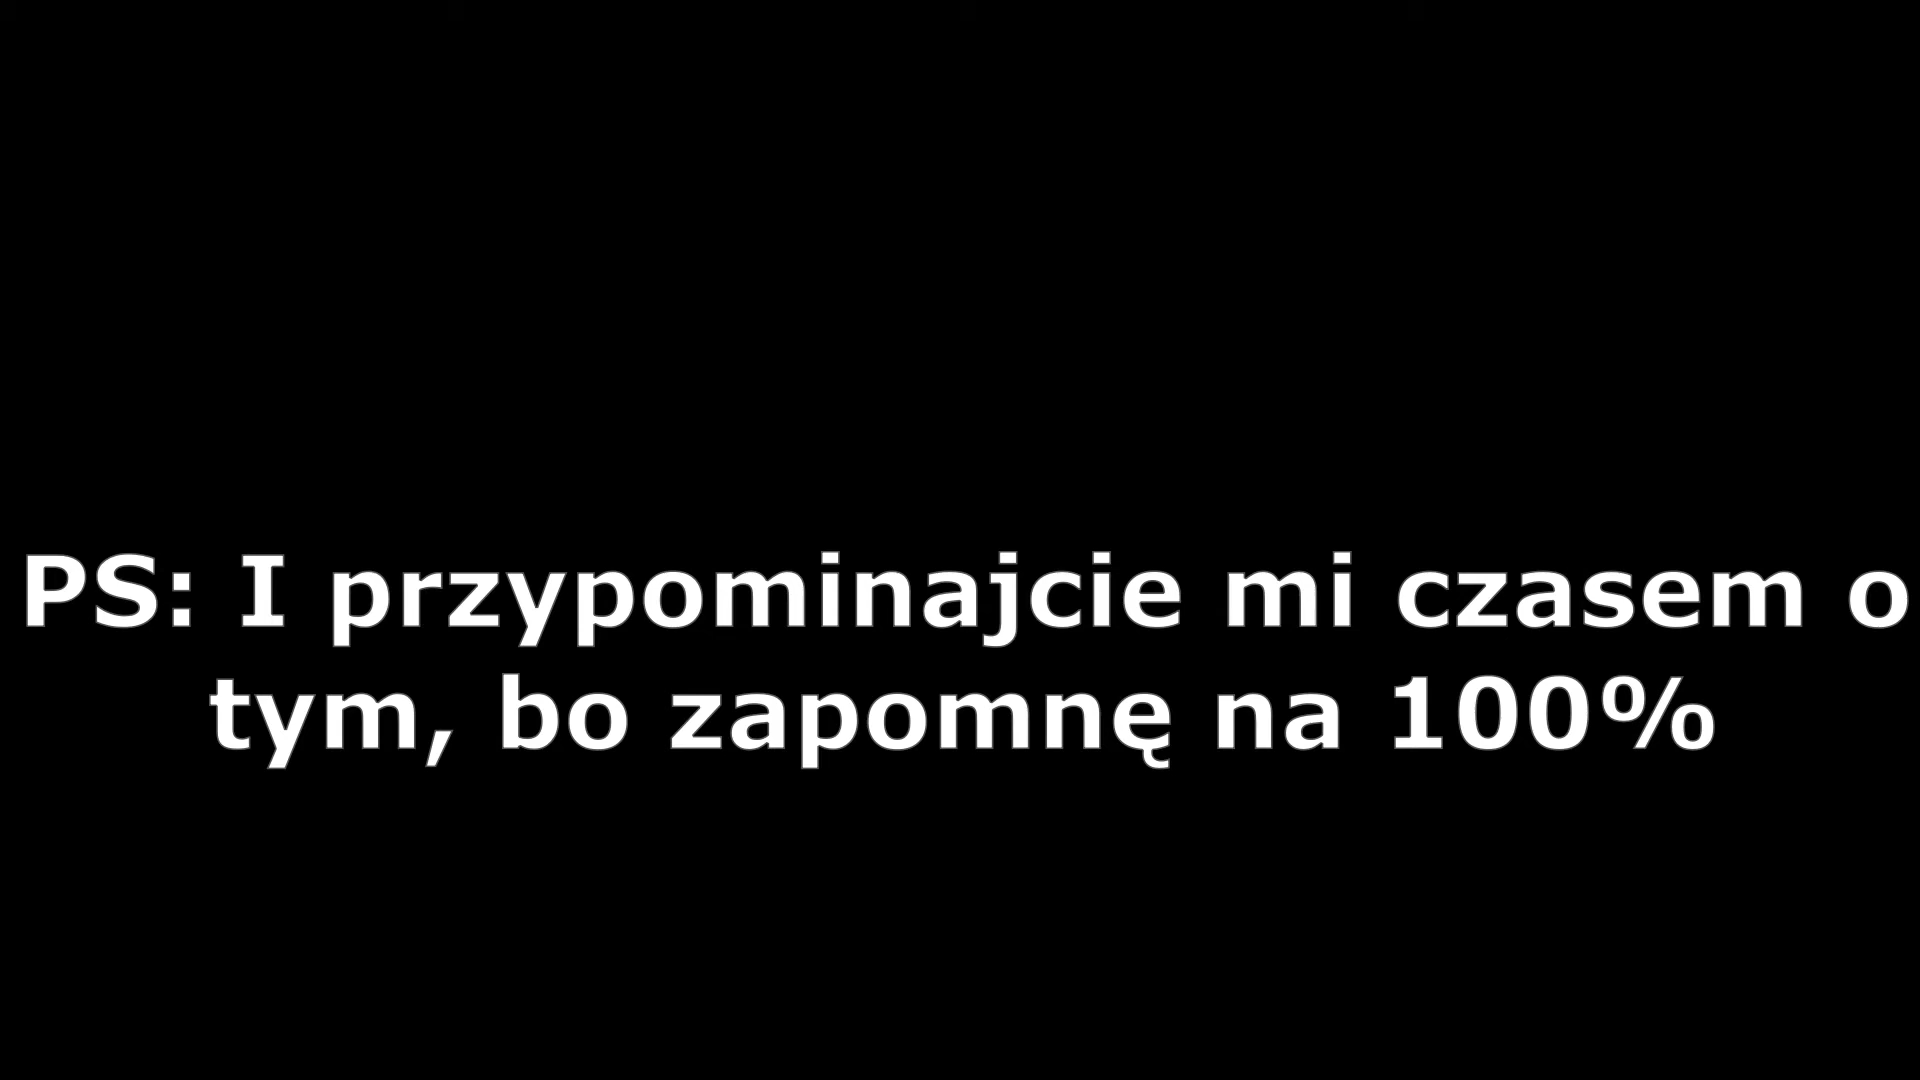 PS: I przypominajcie mi czasem o
tym, bo zapomnę na 100%